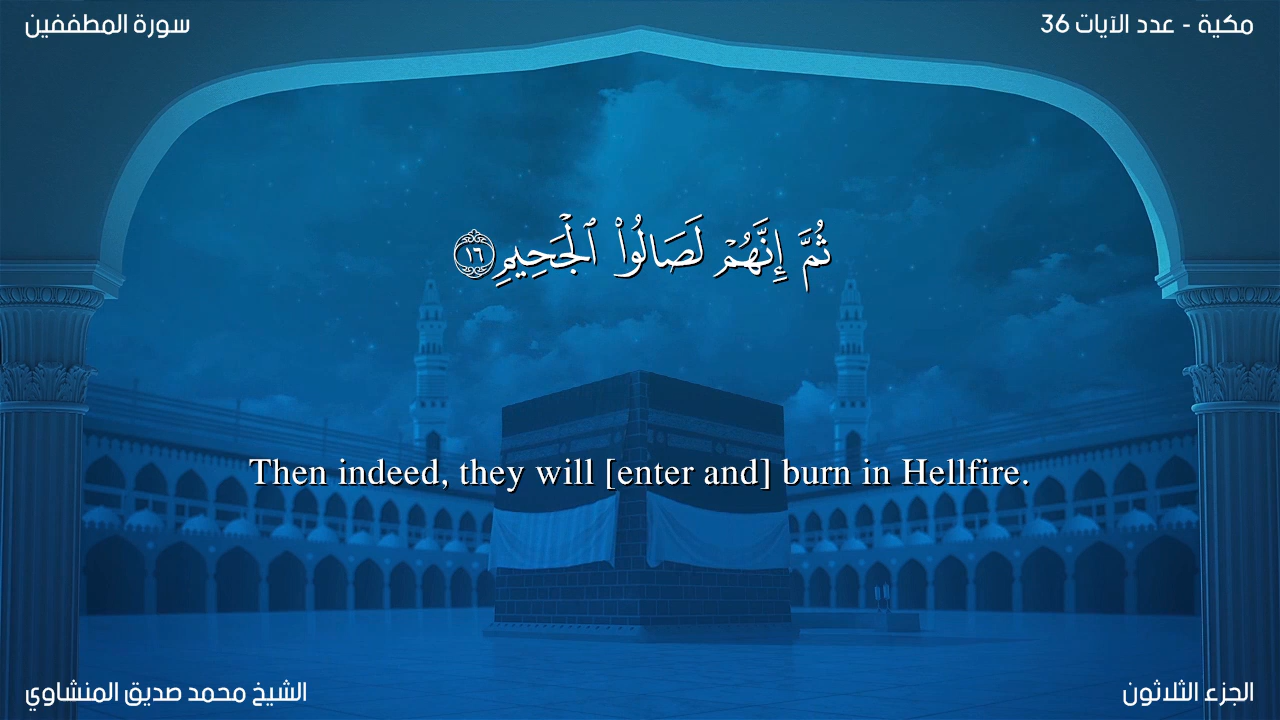 سورة المطففين
مكية - عدد الآيات 36
ثُمَّ إِنَّهُمْ لَصَالُوا۟ ٱلْجَحِيمِ ١٦
Then indeed, they will [enter and] burn in Hellfire.
الشيخ محمد صديق المنشاوي
الجزء الثلاثون